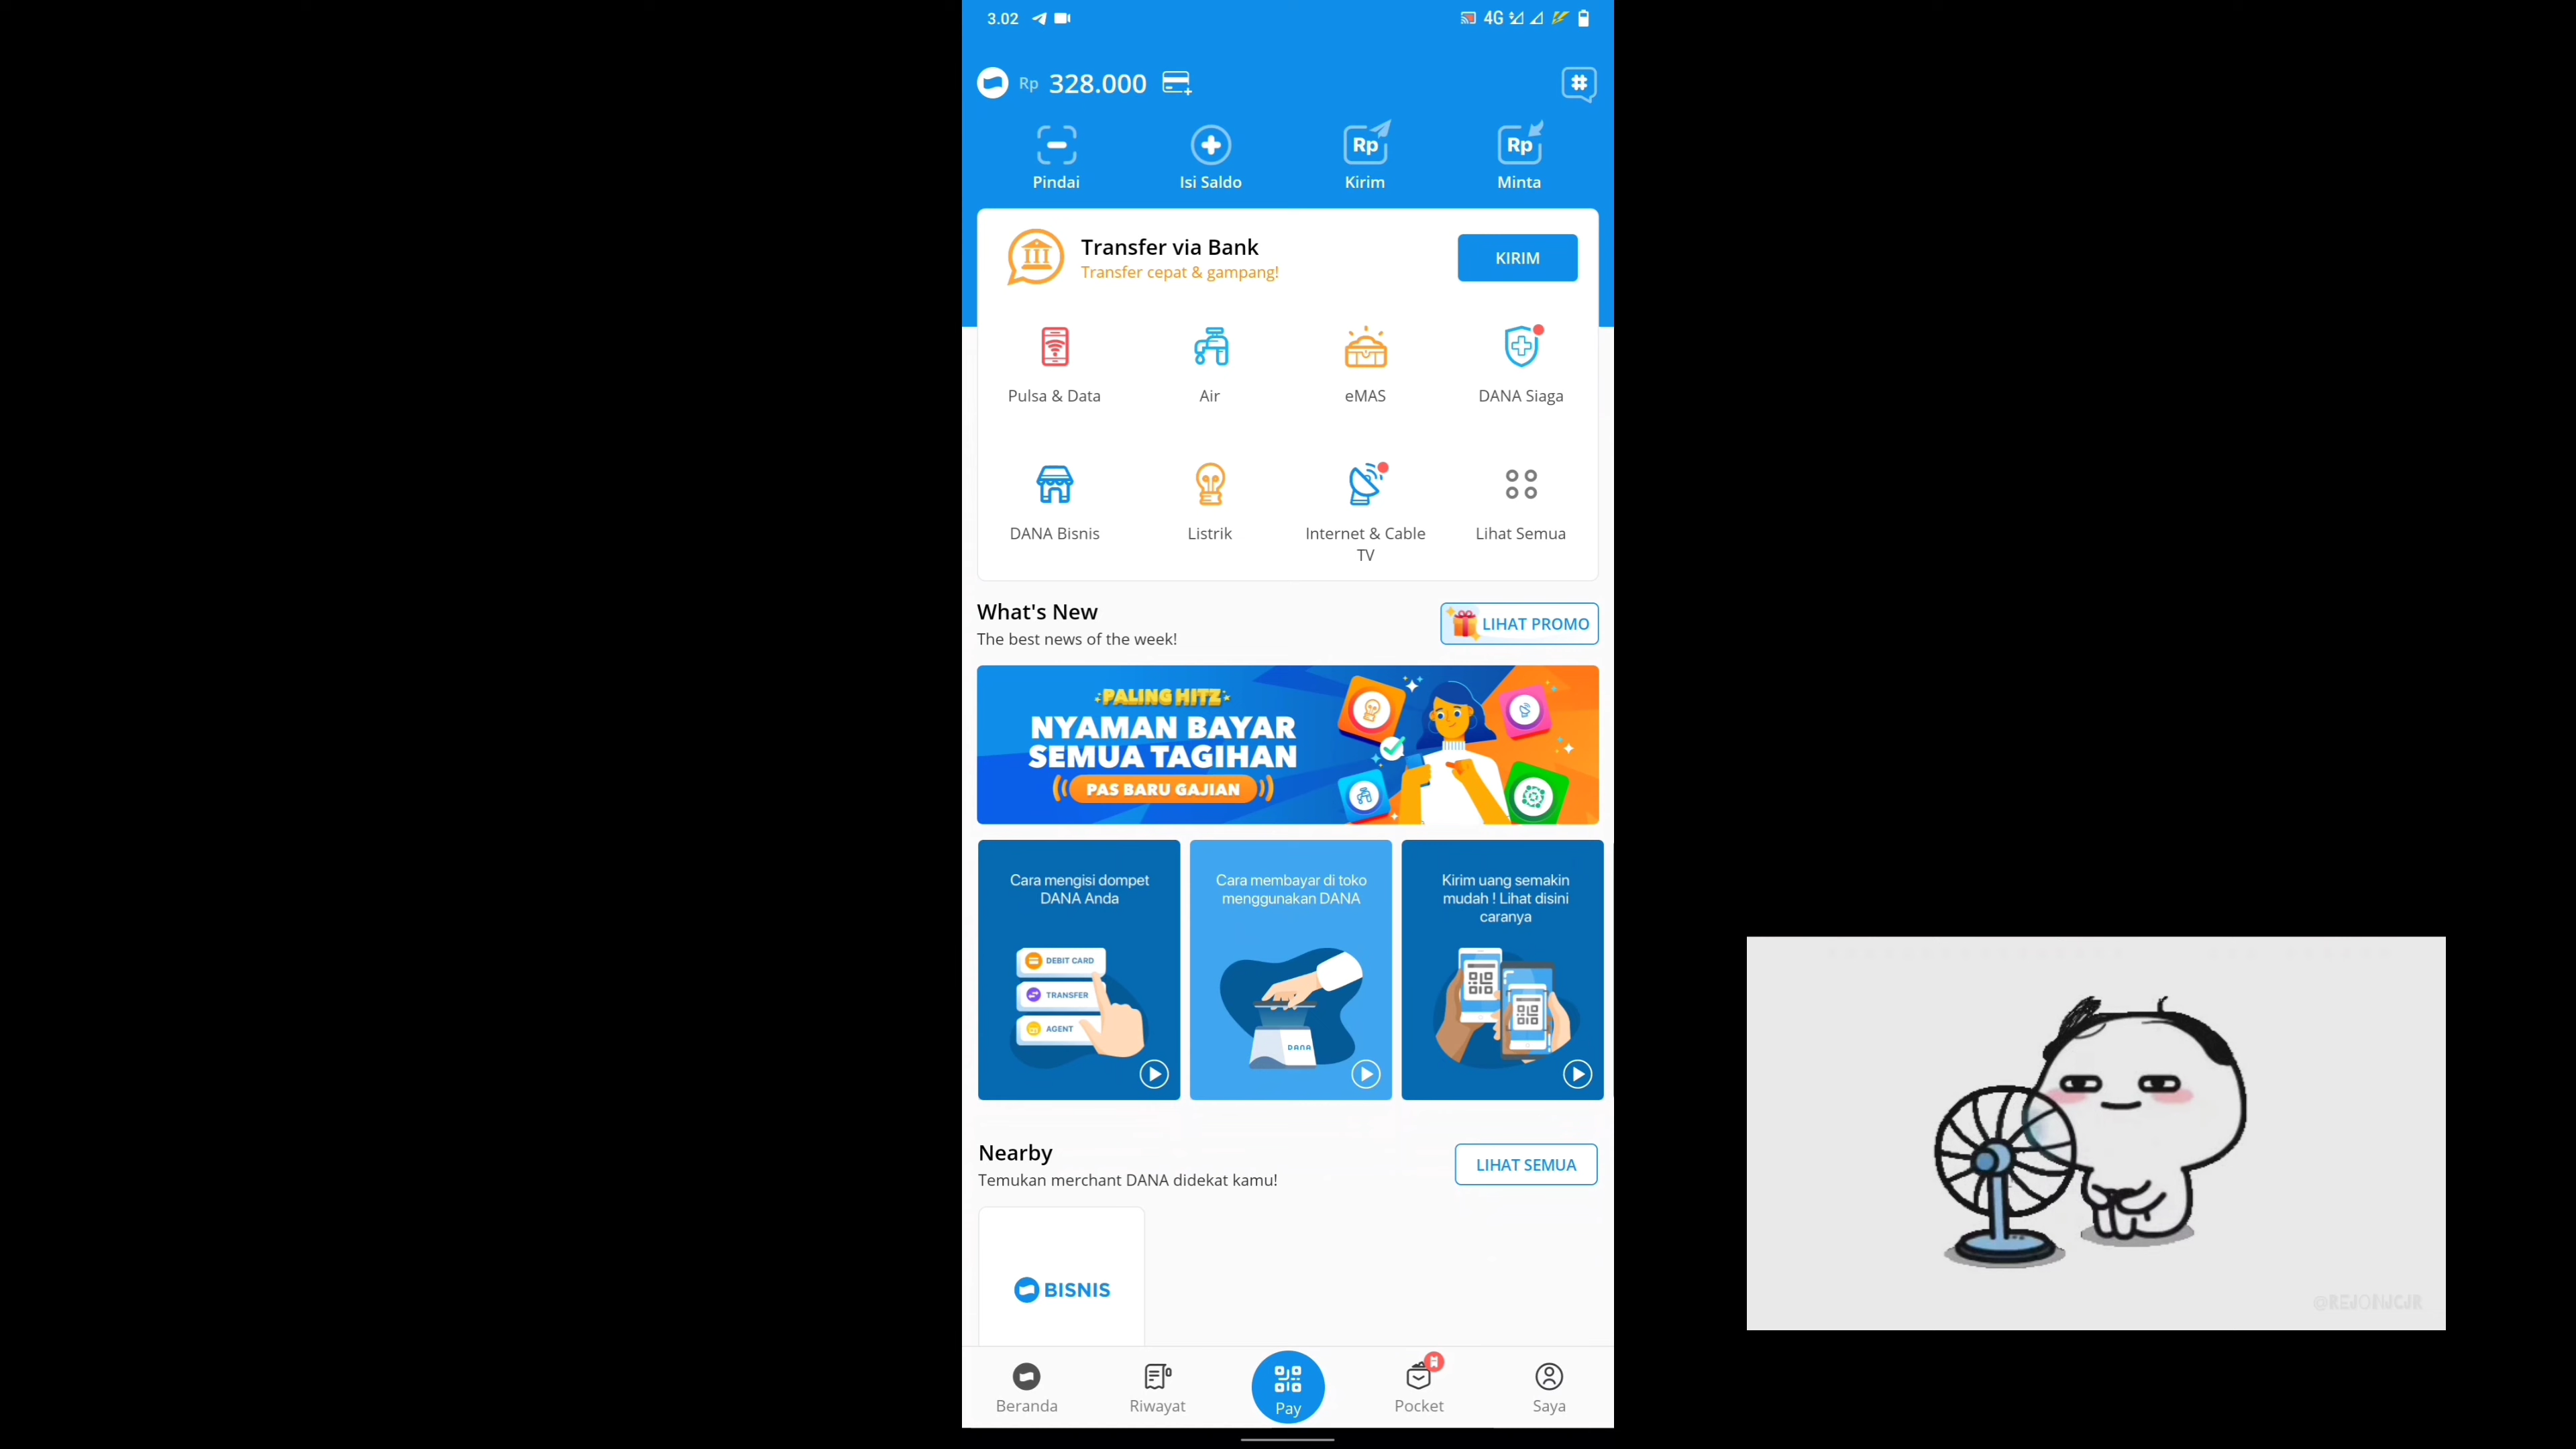 3.02
4G
Rp 328.000
Rp
Rp
Pindai
Isi Saldo
Kirim
Minta
Transfer via Bank
Transfer cepat & gampang!
KIRIM
Pulsa & Data
Air
eMAS
DANA Siaga
DANA Bisnis
Listrik
Internet & Cable
TV
Lihat Semua
What's New
The best news of the week!
LIHAT PROMO
PALING HITZ
NYAMAN BAYAR
SEMUA TAGIHAN
PAS BARU GAJIAN
Cara mengisi dompet
DANA Anda
DEBIT CARD
TRANSFER
AGENT
Cara membayar di toko
menggunakan DANA
DANA
Kirim uang semakin
mudah ! Lihat disini
caranya
Nearby
Temukan merchant DANA didekat kamu!
LIHAT SEMUA
BISNIS
Beranda
Riwayat
Pay
Pocket
Saya
@REJONJCJR